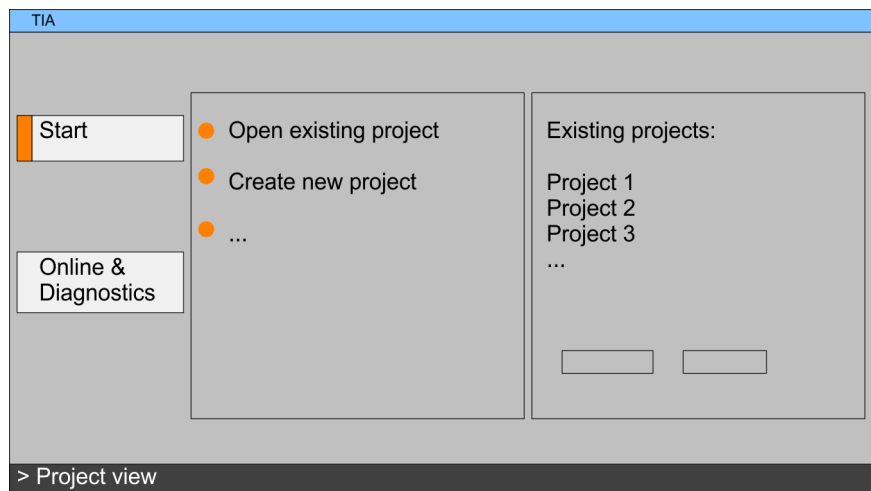 TIA
Start
Online &
Diagnostics
Open existing project
Create new project
...
Existing projects:
Project 1
Project 2
Project 3
...
> Project view